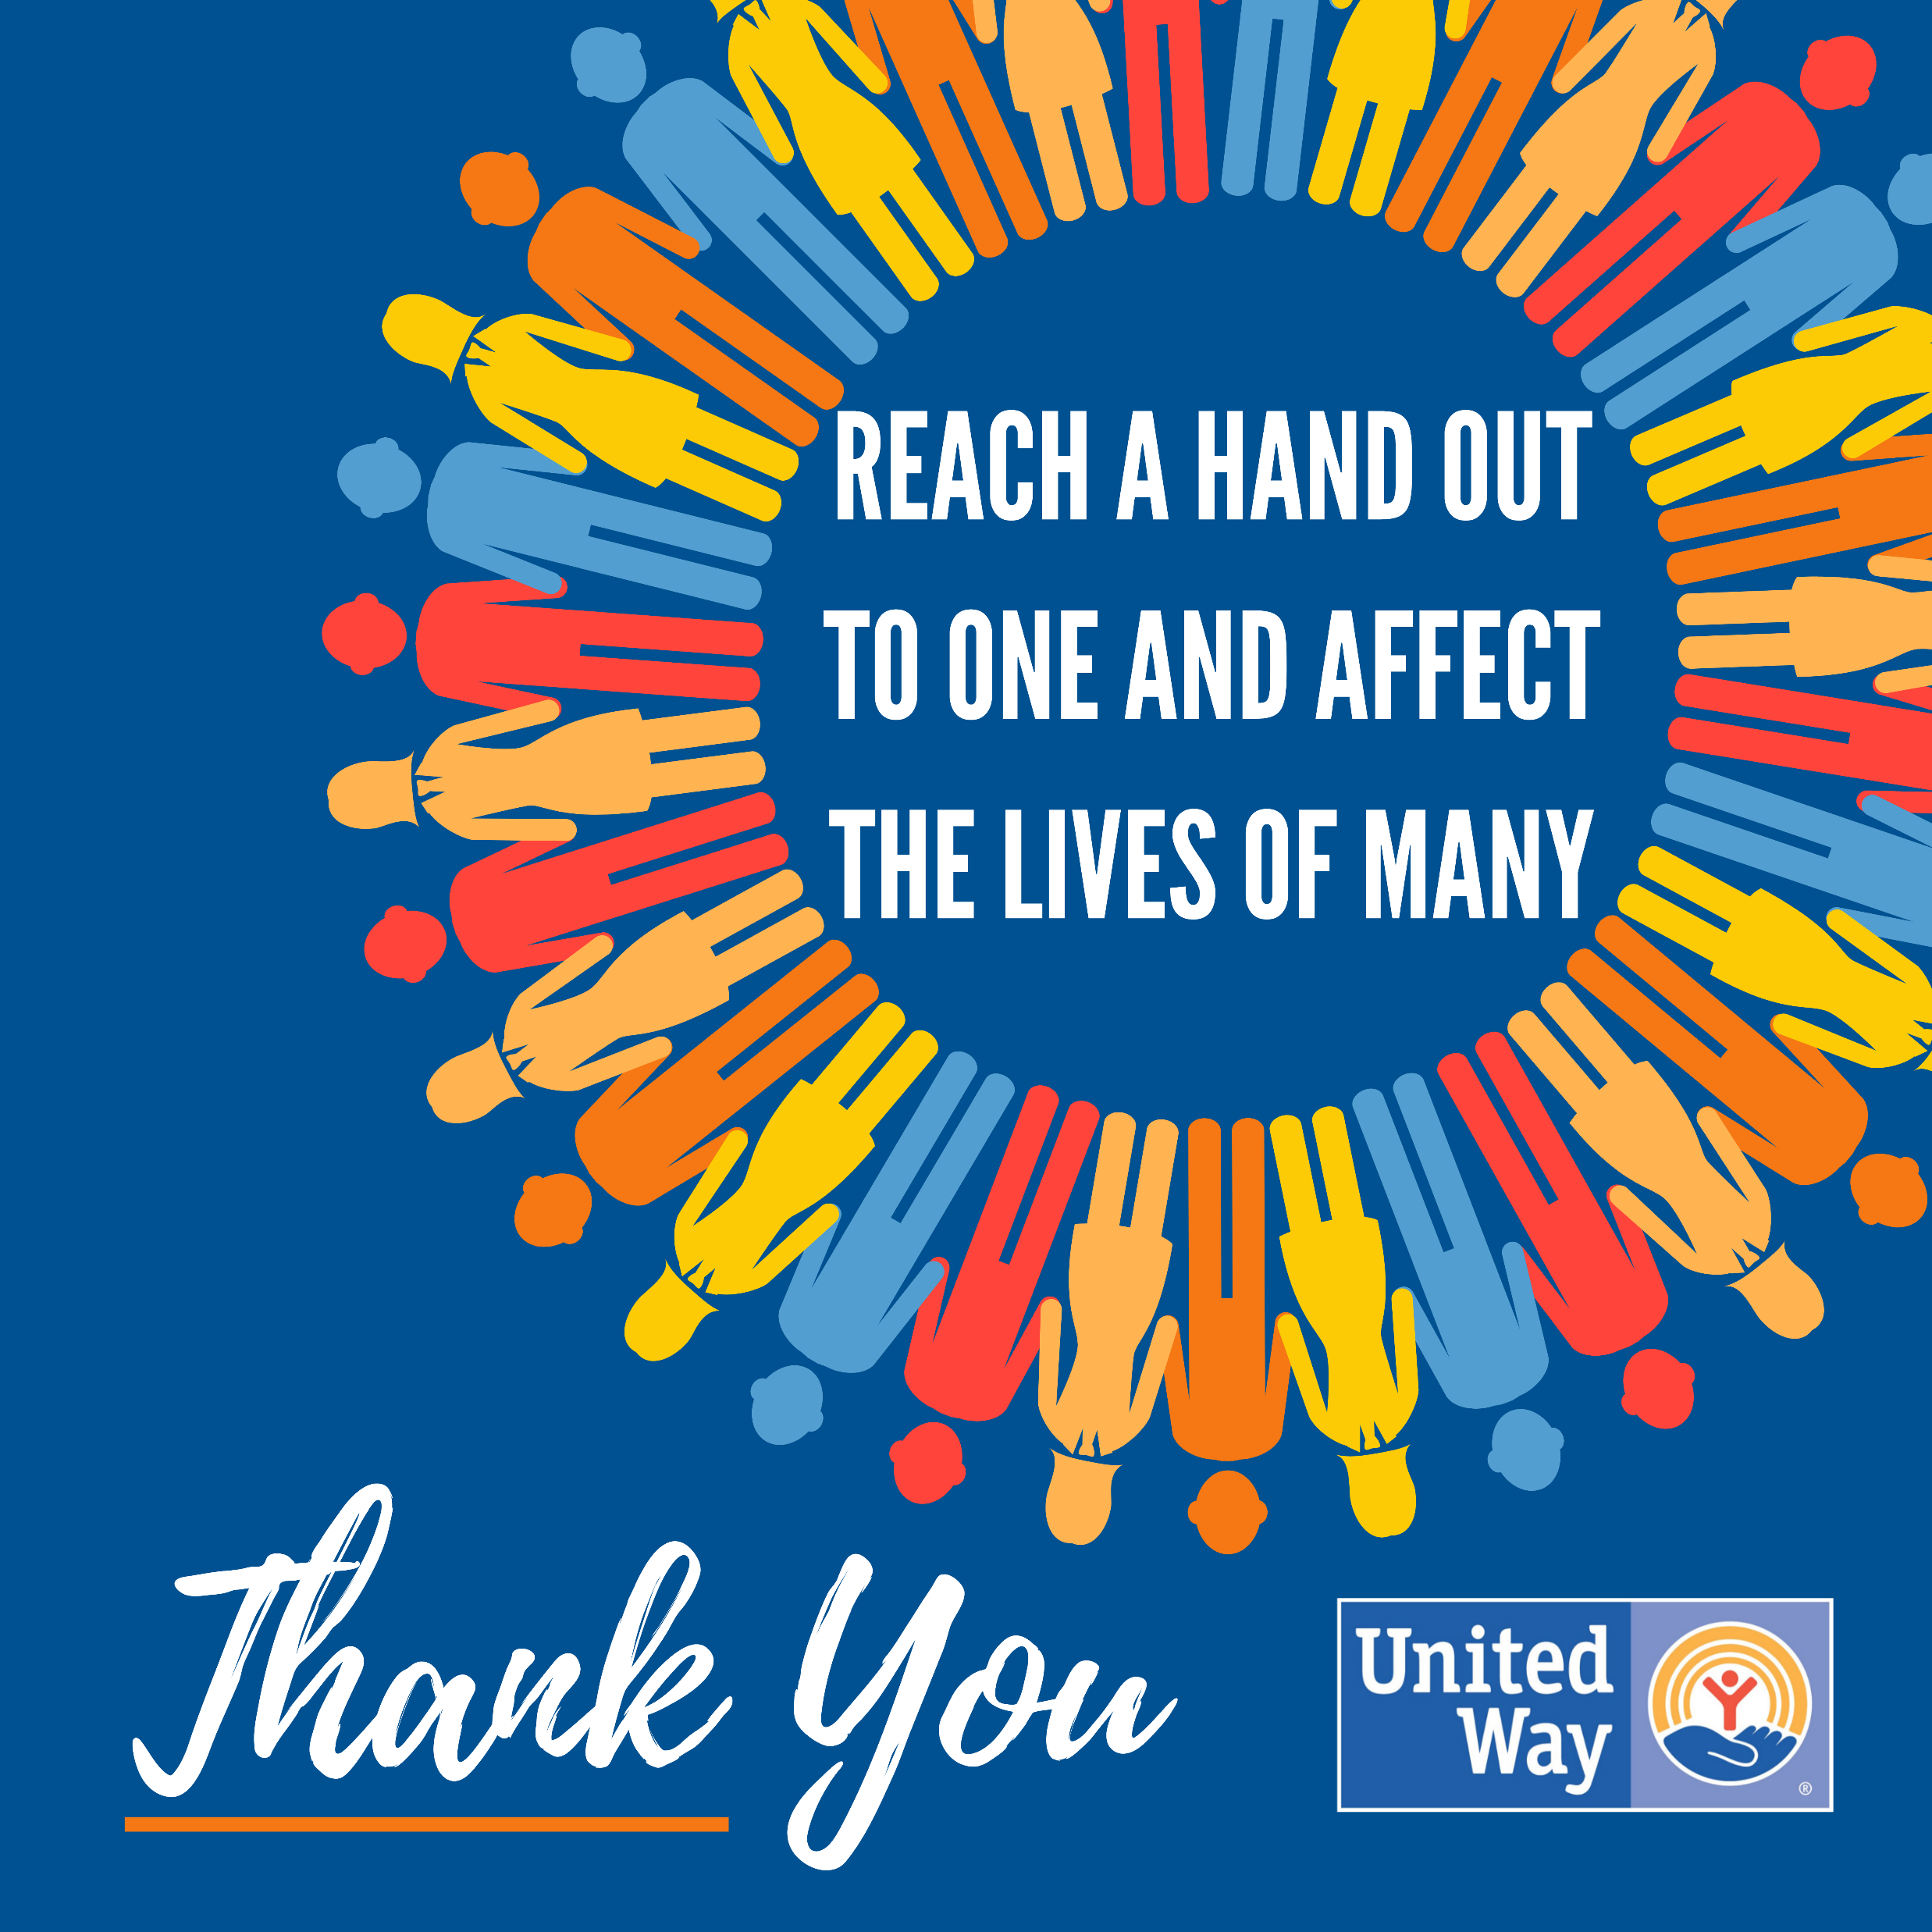 REACH A HAND OUT
TO ONE AND AFFECT
THE LIVES OF MANY
Thank You
United
Way
®